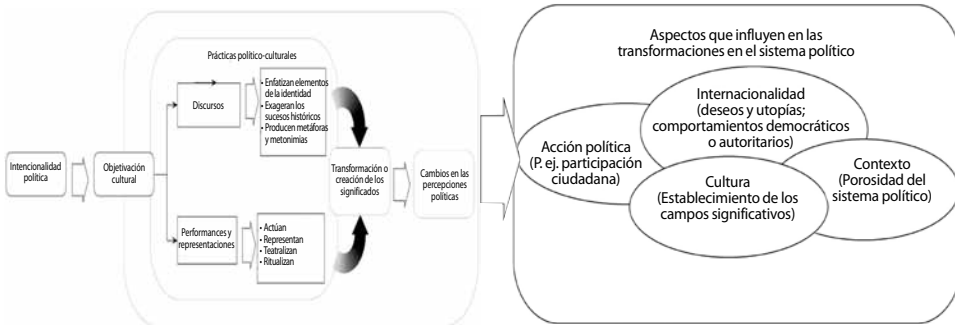 Intencionalidad
política
Objetivación
cultural
Prácticas político-culturales
Discursos
• Enfatizan elementos
de la identidad
• Exageran los
sucesos históricos
• Producen metáforas
y metonimias
Performances y
representaciones
• Actúan
• Representan
• Teatralizan
• Ritualizan
Transformación o
creación de los
significados
Cambios en las
percepciones
políticas
Aspectos que influyen en las
transformaciones en el sistema político
Internacionalidad
(deseos y utopías;
comportamientos democráticos
o autoritarios)
Acción política
(P. ej. participación
ciudadana)
Cultura
(Establecimiento de los
campos significativos)
Contexto
(Porosidad del
sistema político)